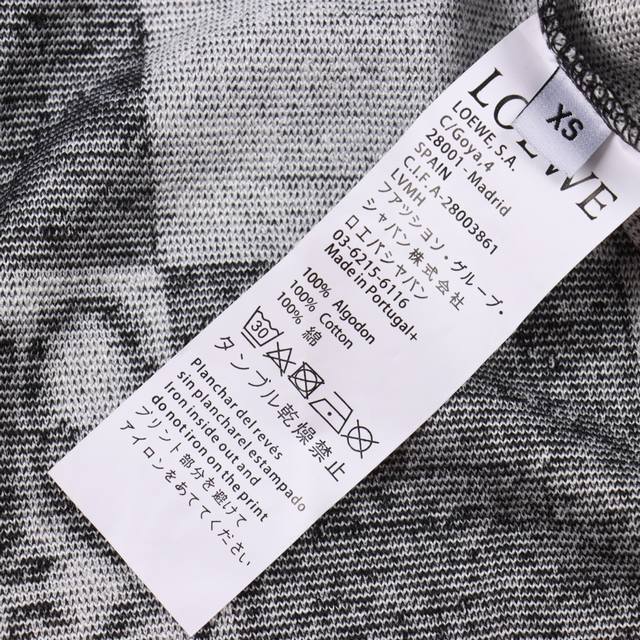 LOEWE
XS
LOEWE, S.A.
C/Goya, 4
28001 - Madrid
SPAIN
C.I.F. A-28003861
LVMH
ファッション・グループ・
ジャパン株式会社
ロエベジャパン
03-6215-6116
Made in Portugal+
100% Algodon
100% Cotton
100% 綿
30
タンブル乾燥禁止
Planchar del revés
sin planchar el estampado
Iron inside out and
do not iron on the print
プリント部分を避けて
アイロンをあててください